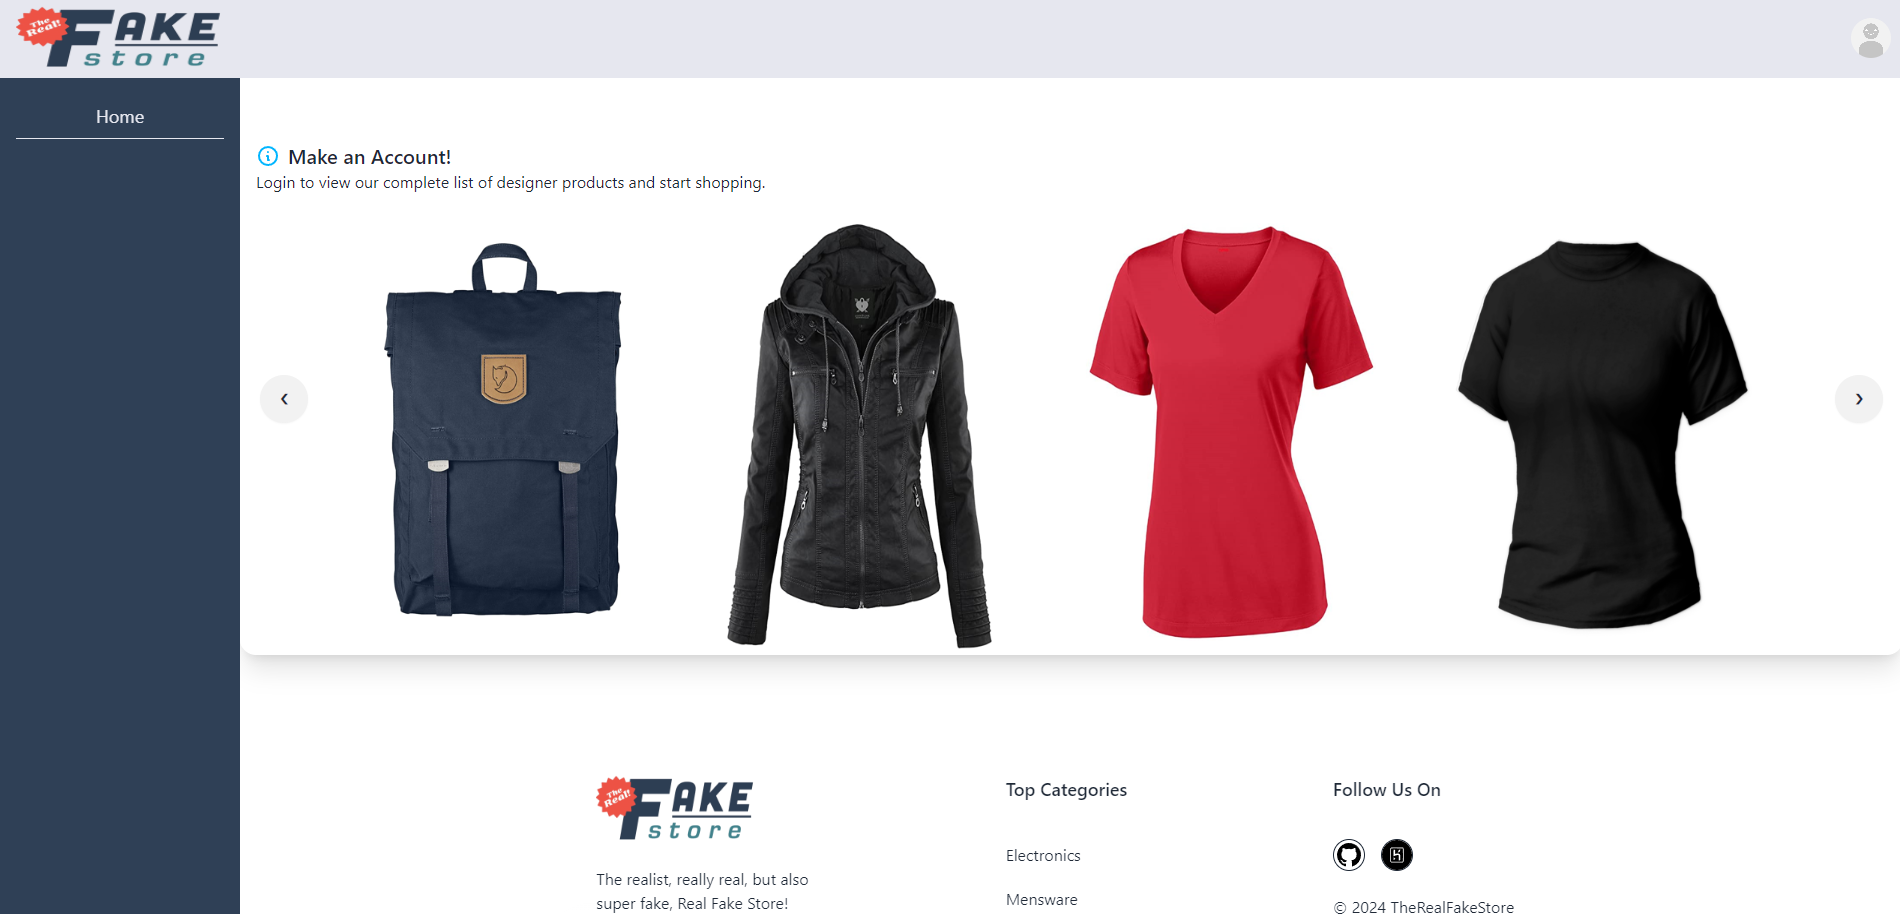 The Real!
FAKE
store
Home
Make an Account!
Login to view our complete list of designer products and start shopping.
‹
›
The Real!
FAKE
store
The realist, really real, but also
super fake, Real Fake Store!
Top Categories
Electronics
Mensware
Follow Us On
© 2024 TheRealFakeStore